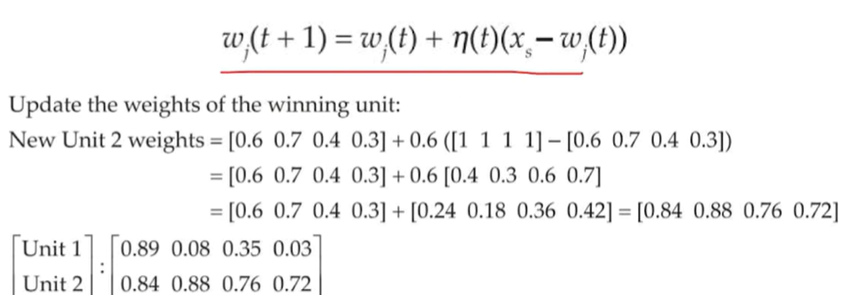 wj(t + 1) = wj(t) + η(t)(xs − wj(t))
Update the weights of the winning unit:
New Unit 2 weights = [0.6 0.7 0.4 0.3] + 0.6 ([1 1 1 1] – [0.6 0.7 0.4 0.3])
= [0.6 0.7 0.4 0.3] + 0.6 [0.4 0.3 0.6 0.7]
= [0.6 0.7 0.4 0.3] + [0.24 0.18 0.36 0.42] = [0.84 0.88 0.76 0.72]
[Unit 1] : [0.89 0.08 0.35 0.03]
[Unit 2] [0.84 0.88 0.76 0.72]